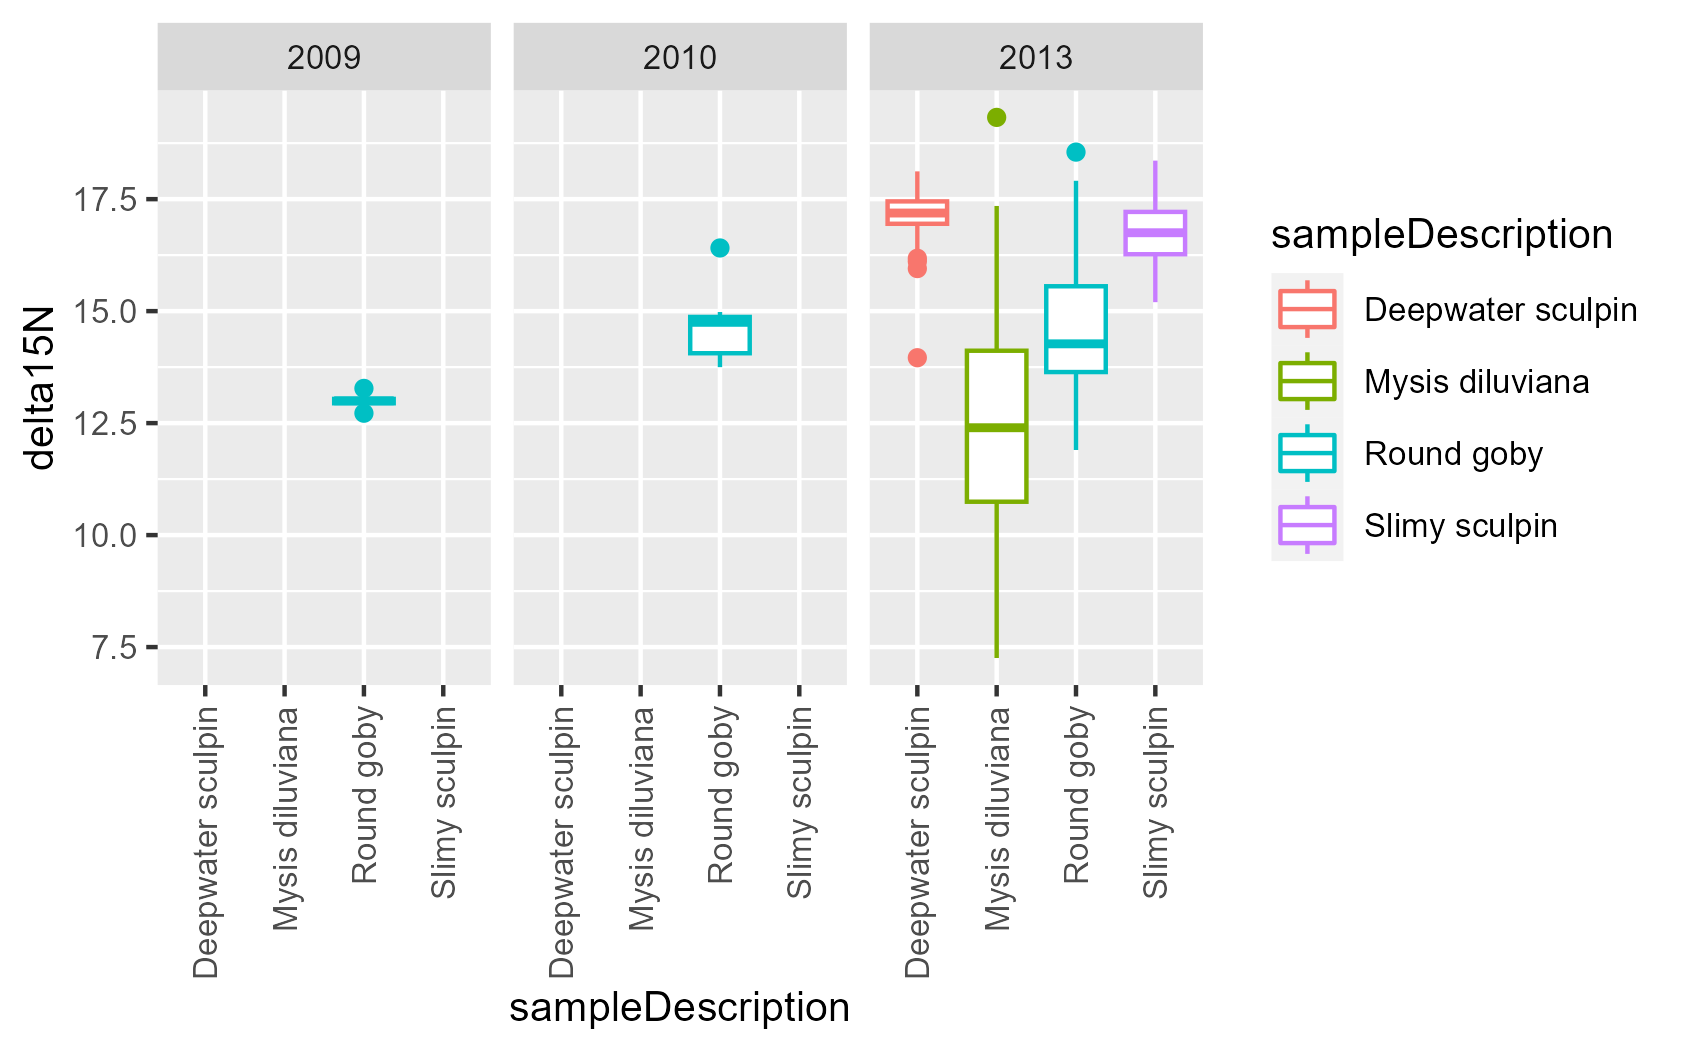 2009
2010
2013
delta15N
17.5
15.0
12.5
10.0
7.5
Deepwater sculpin
Mysis diluviana
Round goby
Slimy sculpin
Deepwater sculpin
Mysis diluviana
Round goby
Slimy sculpin
Deepwater sculpin
Mysis diluviana
Round goby
Slimy sculpin
sampleDescription
sampleDescription
Deepwater sculpin
Mysis diluviana
Round goby
Slimy sculpin